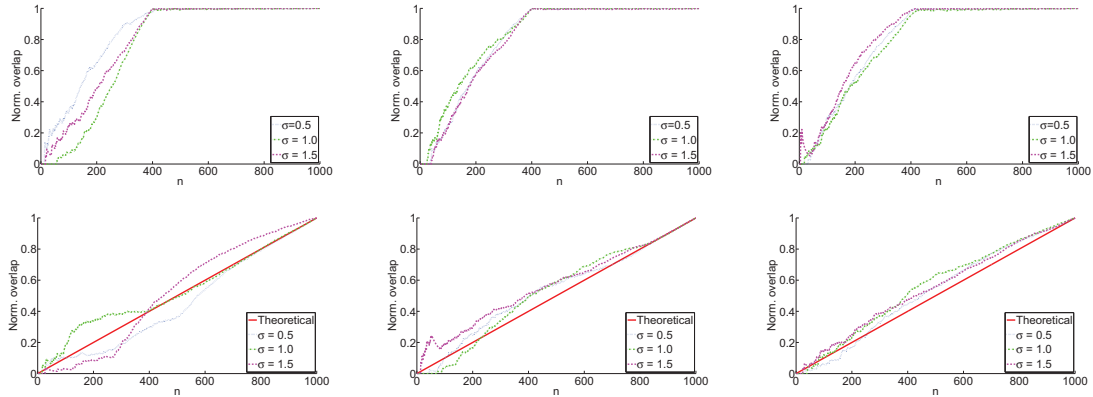 1
0.8
0.6
0.4
0.2
0
Norm. overlap
0 200 400 600 800 1000
n
σ=0.5
σ = 1.0
σ = 1.5
1
0.8
0.6
0.4
0.2
0
Norm. overlap
0 200 400 600 800 1000
n
σ=0.5
σ = 1.0
σ = 1.5
1
0.8
0.6
0.4
0.2
0
Norm. overlap
0 200 400 600 800 1000
n
σ = 0.5
σ = 1.0
σ = 1.5
1
0.8
0.6
0.4
0.2
0
Norm. overlap
0 200 400 600 800 1000
n
Theoretical
σ = 0.5
σ = 1.0
σ = 1.5
1
0.8
0.6
0.4
0.2
0
Norm. overlap
0 200 400 600 800 1000
n
Theoretical
σ = 0.5
σ = 1.0
σ = 1.5
1
0.8
0.6
0.4
0.2
0
Norm. overlap
0 200 400 600 800 1000
n
Theoretical
σ = 0.5
σ = 1.0
σ = 1.5